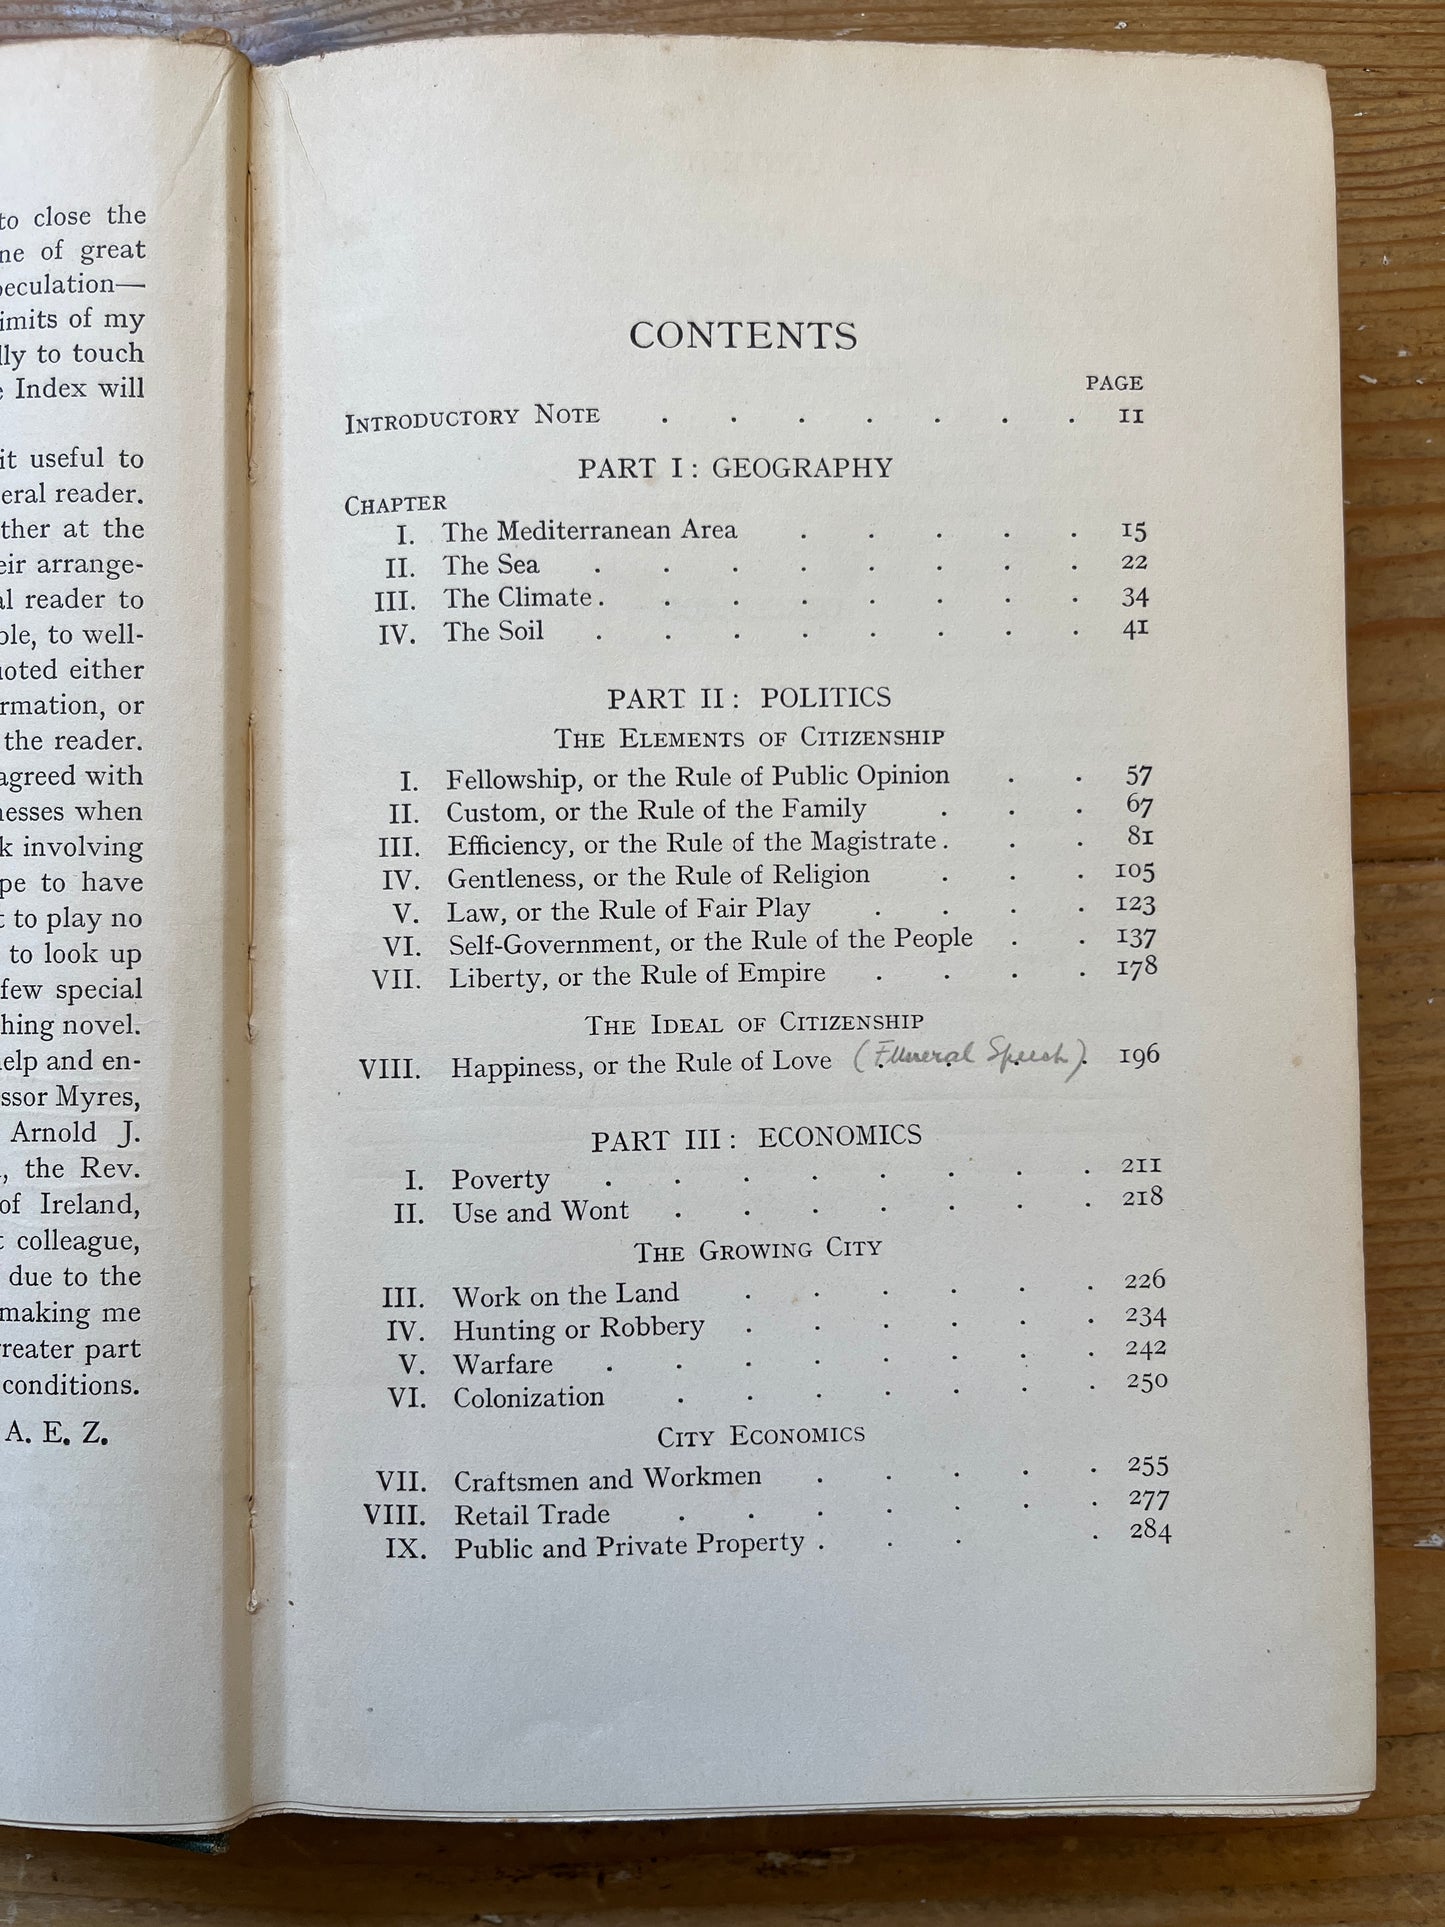 to close the
of great
imits of my
to touch
Index will
it useful to
eral reader.
ther at the
eir arrange-
reader to
ble, to well-
uoted either
rmation, or
the reader.
agreed with
nesses when
k involving
pe to have
to play no
to look up
few special
hing novel.
elp and en-
ssor Myres,
Arnold J.
, the Rev.
of Ireland,
colleague,
due to the
making me
reater part
conditions.
A. E. Z.
CONTENTS
PAGE
INTRODUCTORY NOTE . . . . . . . 11
PART I: GEOGRAPHY
CHAPTER
I. The Mediterranean Area . . . . . 15
II. The Sea . . . . . . . . 22
III. The Climate . . . . . . . . 34
IV. The Soil . . . . . . . . 41
PART II: POLITICS
THE ELEMENTS OF CITIZENSHIP
I. Fellowship, or the Rule of Public Opinion . . 57
II. Custom, or the Rule of the Family . . . 67
III. Efficiency, or the Rule of the Magistrate . . . 81
IV. Gentleness, or the Rule of Religion . . . 105
V. Law, or the Rule of Fair Play . . . . 123
VI. Self-Government, or the Rule of the People . . 137
VII. Liberty, or the Rule of Empire . . . . 178
THE IDEAL OF CITIZENSHIP
VIII. Happiness, or the Rule of Love (Funeral Speech) . 196
PART III: ECONOMICS
I. Poverty . . . . . . . . 211
II. Use and Wont . . . . . . . 218
THE GROWING CITY
III. Work on the Land . . . . . . 226
IV. Hunting or Robbery . . . . . . 234
V. Warfare . . . . . . . . 242
VI. Colonization . . . . . . . 250
CITY ECONOMICS
VII. Craftsmen and Workmen . . . . . 255
VIII. Retail Trade . . . . . . . 277
IX. Public and Private Property . . . . 284